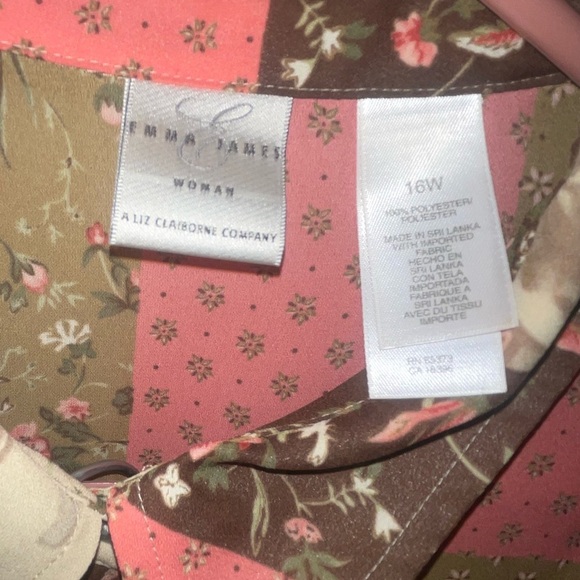 EMMA JAMES
WOMAN
A LIZ CLAIBORNE COMPANY
16W
100% POLYESTER/
POLYESTER
MADE IN SRI LANKA
WITH IMPORTED
FABRIC
HECHO EN
SRI LANKA
CON TELA
IMPORTADA
FABRIQUE A
SRI LANKA
AVEC DU TISSU
IMPORTE